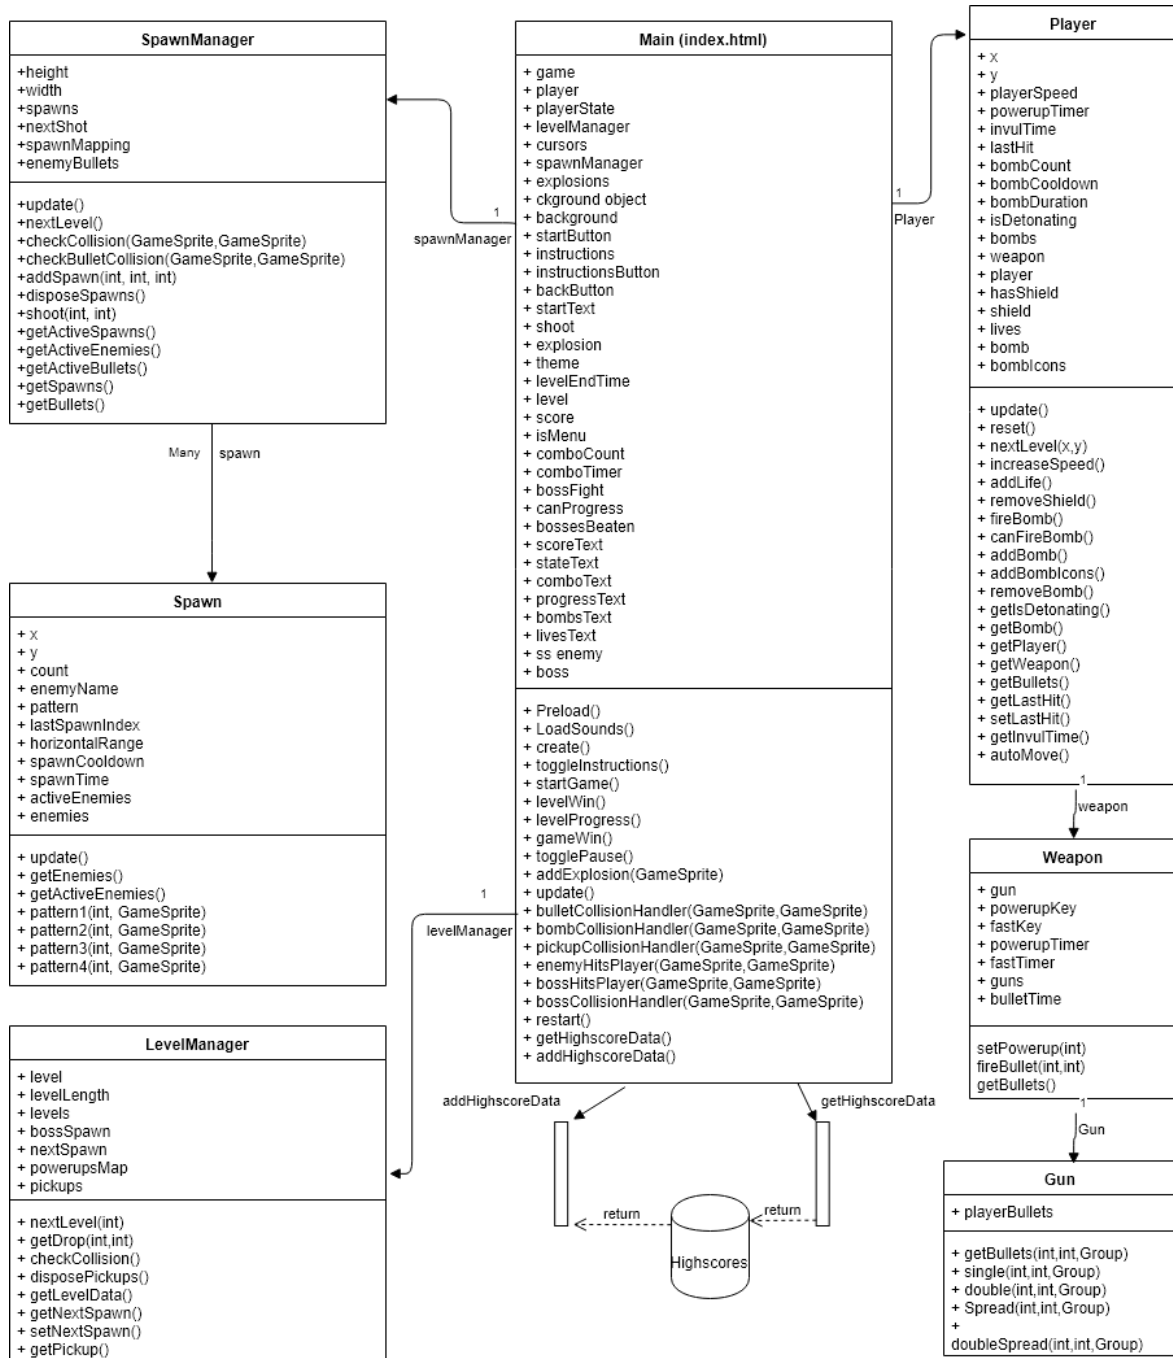 SpawnManager
+height
+width
+spawns
+nextShot
+spawnMapping
+enemyBullets
+update()
+nextLevel()
+checkCollision(GameSprite,GameSprite)
+checkBulletCollision(GameSprite,GameSprite)
+addSpawn(int, int, int)
+disposeSpawns()
+shoot(int, int)
+getActiveSpawns()
+getActiveEnemies()
+getActiveBullets()
+getSpawns()
+getBullets()
Many
spawn
Spawn
+ x
+ y
+ count
+ enemyName
+ pattern
+ lastSpawnIndex
+ horizontalRange
+ spawnCooldown
+ spawnTime
+ activeEnemies
+ enemies
+ update()
+ getEnemies()
+ getActiveEnemies()
+ pattern1(int, GameSprite)
+ pattern2(int, GameSprite)
+ pattern3(int, GameSprite)
+ pattern4(int, GameSprite)
LevelManager
+ level
+ levelLength
+ levels
+ bossSpawn
+ nextSpawn
+ powerupsMap
+ pickups
+ nextLevel(int)
+ getDrop(int,int)
+ checkCollision()
+ disposePickups()
+ getLevelData()
+ getNextSpawn()
+ setNextSpawn()
+ getPickup()
1
spawnManager
1
levelManager
Main (index.html)
+ game
+ player
+ playerState
+ levelManager
+ cursors
+ spawnManager
+ explosions
+ ckground object
+ background
+ startButton
+ instructions
+ instructionsButton
+ backButton
+ startText
+ shoot
+ explosion
+ theme
+ levelEndTime
+ level
+ score
+ isMenu
+ comboCount
+ comboTimer
+ bossFight
+ canProgress
+ bossesBeaten
+ scoreText
+ stateText
+ comboText
+ progressText
+ bombsText
+ livesText
+ ss enemy
+ boss
+ Preload()
+ LoadSounds()
+ create()
+ toggleInstructions()
+ startGame()
+ levelWin()
+ levelProgress()
+ gameWin()
+ togglePause()
+ addExplosion(GameSprite)
+ update()
+ bulletCollisionHandler(GameSprite,GameSprite)
+ bombCollisionHandler(GameSprite,GameSprite)
+ pickupCollisionHandler(GameSprite,GameSprite)
+ enemyHitsPlayer(GameSprite,GameSprite)
+ bossHitsPlayer(GameSprite,GameSprite)
+ bossCollisionHandler(GameSprite,GameSprite)
+ restart()
+ getHighscoreData()
+ addHighscoreData()
addHighscoreData
getHighscoreData
return
return
Highscores
1
Player
Player
+ x
+ y
+ playerSpeed
+ powerupTimer
+ invulTime
+ lastHit
+ bombCount
+ bombCooldown
+ bombDuration
+ isDetonating
+ bombs
+ weapon
+ player
+ hasShield
+ shield
+ lives
+ bomb
+ bombIcons
+ update()
+ reset()
+ nextLevel(x,y)
+ increaseSpeed()
+ addLife()
+ removeShield()
+ fireBomb()
+ canFireBomb()
+ addBomb()
+ addBombIcons()
+ removeBomb()
+ getIsDetonating()
+ getBomb()
+ getPlayer()
+ getWeapon()
+ getBullets()
+ getLastHit()
+ setLastHit()
+ getInvulTime()
+ autoMove()
1
weapon
Weapon
+ gun
+ powerupKey
+ fastKey
+ powerupTimer
+ fastTimer
+ guns
+ bulletTime
setPowerup(int)
fireBullet(int,int)
getBullets()
1
Gun
Gun
+ playerBullets
+ getBullets(int,int,Group)
+ single(int,int,Group)
+ double(int,int,Group)
+ Spread(int,int,Group)
+
doubleSpread(int,int,Group)